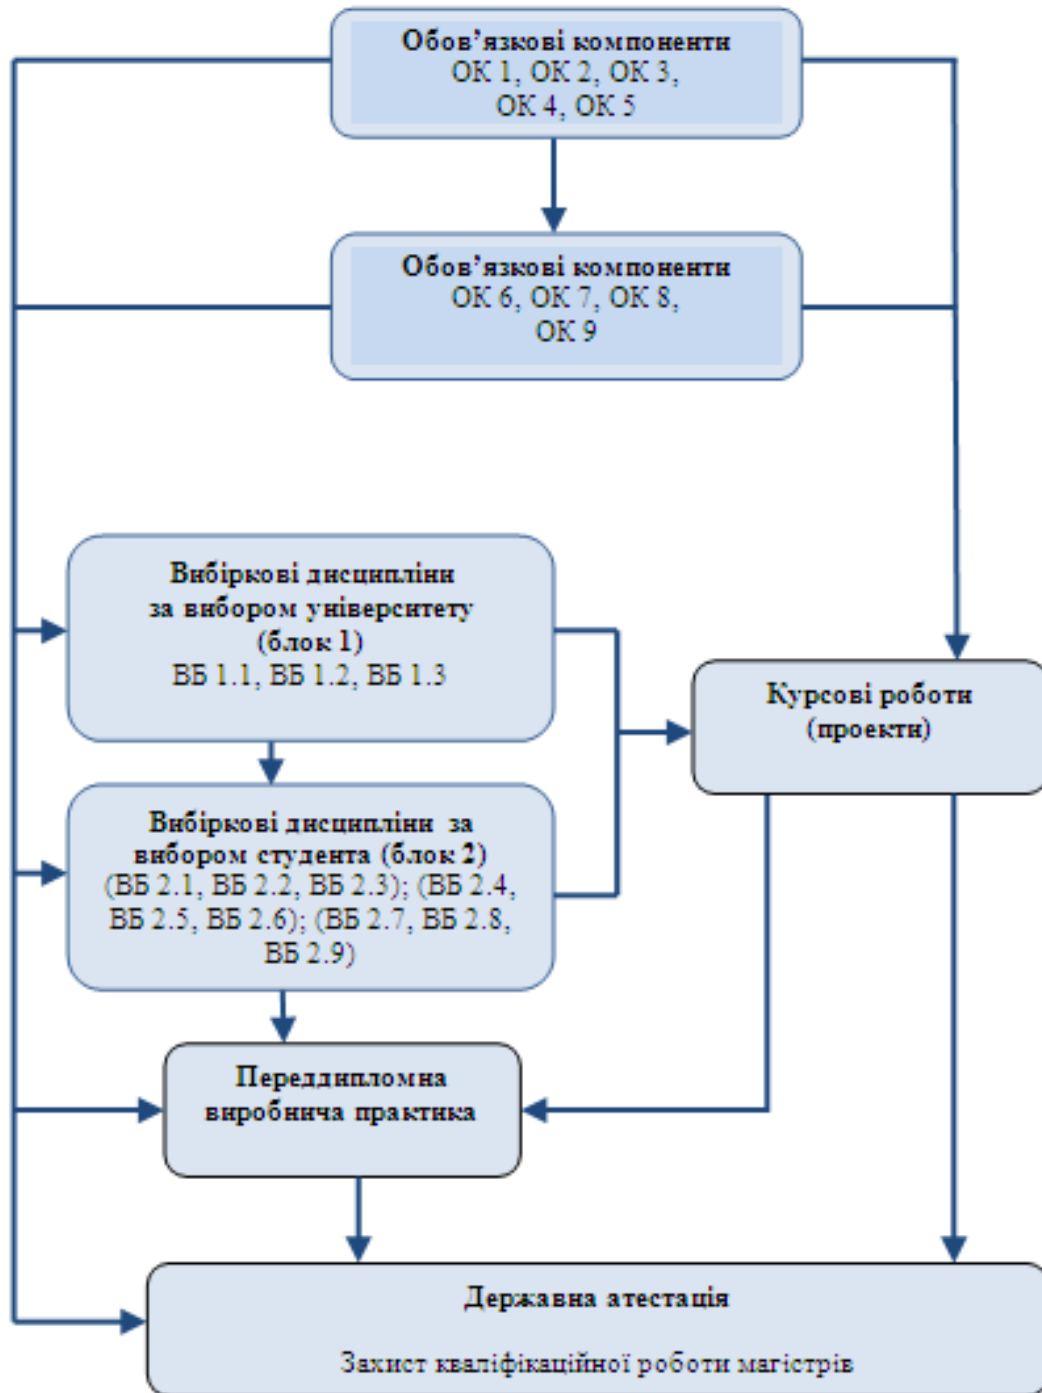 Обов’язкові компоненти
ОК 1, ОК 2, ОК 3,
ОК 4, ОК 5
Обов’язкові компоненти
ОК 6, ОК 7, ОК 8,
ОК 9
Вибіркові дисципліни
за вибором університету
(блок 1)
ВБ 1.1, ВБ 1.2, ВБ 1.3
Курсові роботи
(проекти)
Вибіркові дисципліни за
вибором студента (блок 2)
(ВБ 2.1, ВБ 2.2, ВБ 2.3); (ВБ 2.4,
ВБ 2.5, ВБ 2.6); (ВБ 2.7, ВБ 2.8,
ВБ 2.9)
Переддипломна
виробнича практика
Державна атестація
Захист кваліфікаційної роботи магістрів